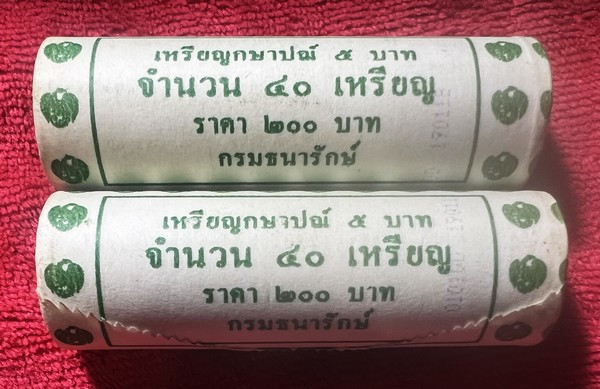 เหรียญกษาปณ์ ๕ บาท
จำนวน ๔๐ เหรียญ
ราคา ๒๐๐ บาท
กรมธนารักษ์
เหรียญกษาปณ์ ๕ บาท
จำนวน ๔๐ เหรียญ
ราคา ๒๐๐ บาท
กรมธนารักษ์